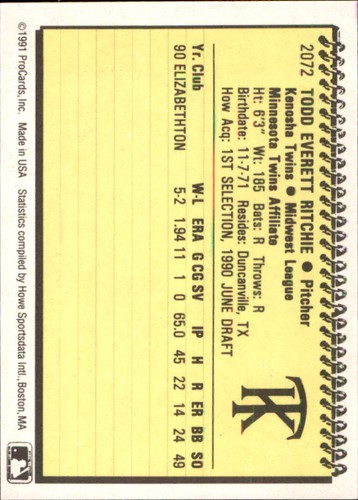 2072 TODD EVERETT RITCHIE ● Pitcher
Kenosha Twins ● Midwest League
Minnesota Twins Affiliate
Ht: 6'3" Wt: 185 Bats: R Throws: R
Birthdate: 11-7-71 Resides: Duncanville, TX
How Acq: 1ST SELECTION, 1990 JUNE DRAFT
TK
Yr. Club W-L ERA G CG SV IP H R ER BB SO
90 ELIZABETHTON 5-2 1.94 11 1 0 65.0 45 22 14 24 49
©1991 ProCards, Inc. Made in USA Statistics compiled by Howe Sportsdata Intl., Boston, MA